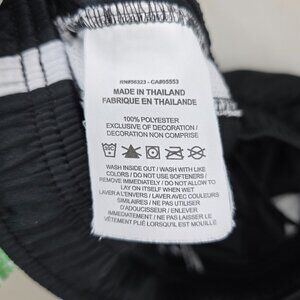 RN#56323 - CA#05553
MADE IN THAILAND
FABRIQUE EN THAILANDE
100% POLYESTER
EXCLUSIVE OF DECORATION /
DECORATION NON COMPRISE
WASH INSIDE OUT / WASH WITH LIKE
COLORS / DO NOT USE SOFTENERS /
REMOVE IMMEDIATELY / DO NOT ALLOW TO
LAY ON ITSELF WHEN WET
LAVER A L'ENVERS / LAVER AVEC COULEURS
SIMILAIRES / NE PAS UTILISER
D'ADOUCISSEUR / ENLEVER
IMMEDIATEMENT / NE PAS LAISSER LE
VÊTEMENT PLIÉ LORSQU'IL EST MOUILLÉ